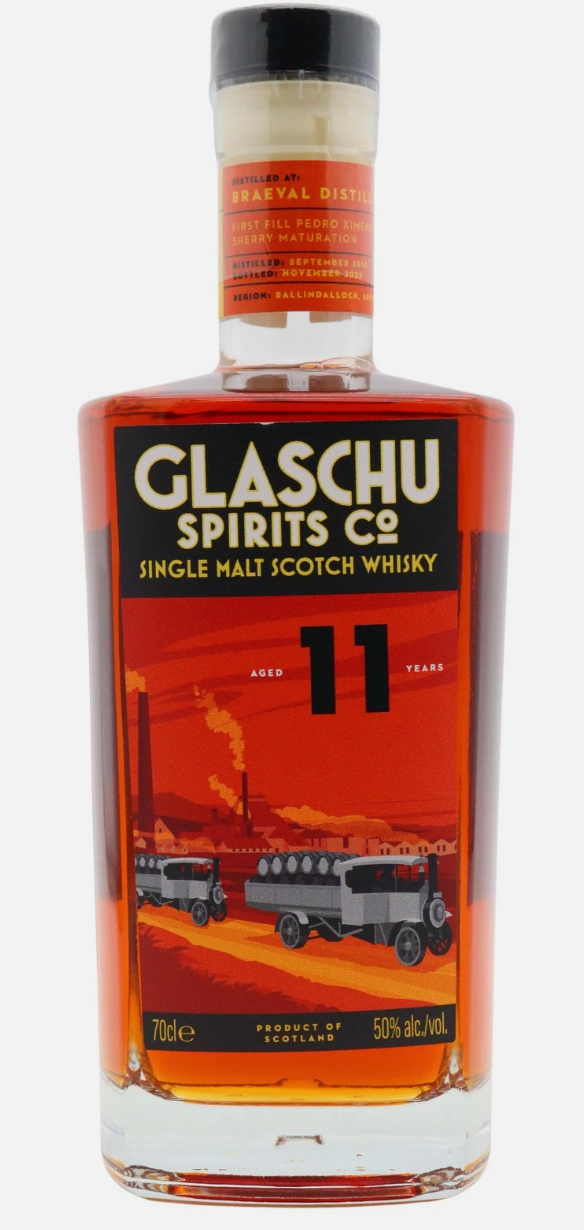 DISTILLED AT:
BRAEVAL DISTIL
FIRST FILL PEDRO XIMEN
SHERRY MATURATION
DISTILLED: SEPTEMBER
BOTTLED: NOVEMBER
REGION: BALLINDALLOCH,
GLASCHU
SPIRITS Cº
SINGLE MALT SCOTCH WHISKY
AGED 11 YEARS
70cl℮ PRODUCT OF 50% alc./vol.
SCOTLAND